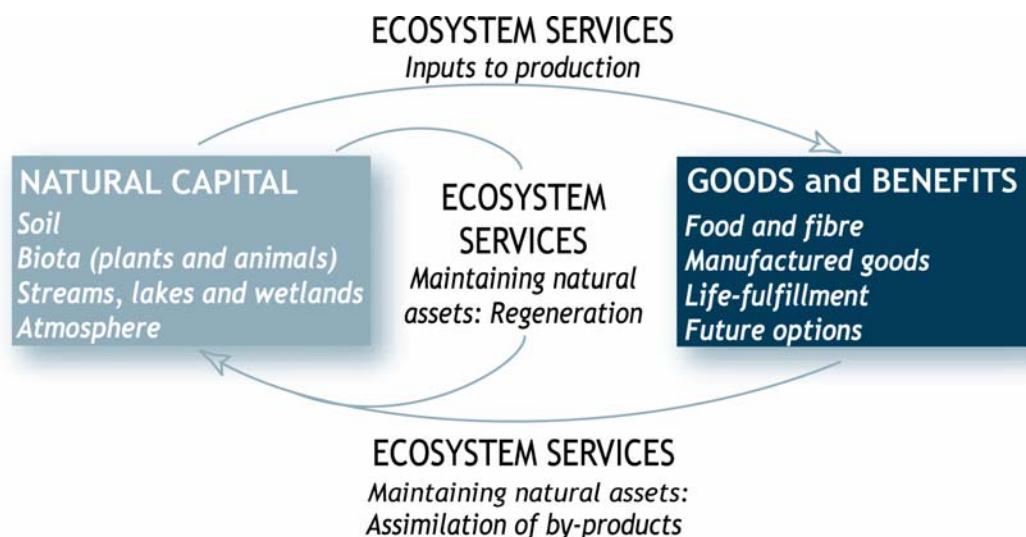 ECOSYSTEM SERVICES
Inputs to production
NATURAL CAPITAL
Soil
Biota (plants and animals)
Streams, lakes and wetlands
Atmosphere
ECOSYSTEM
SERVICES
Maintaining natural
assets: Regeneration
GOODS and BENEFITS
Food and fibre
Manufactured goods
Life-fulfillment
Future options
ECOSYSTEM SERVICES
Maintaining natural assets:
Assimilation of by-products